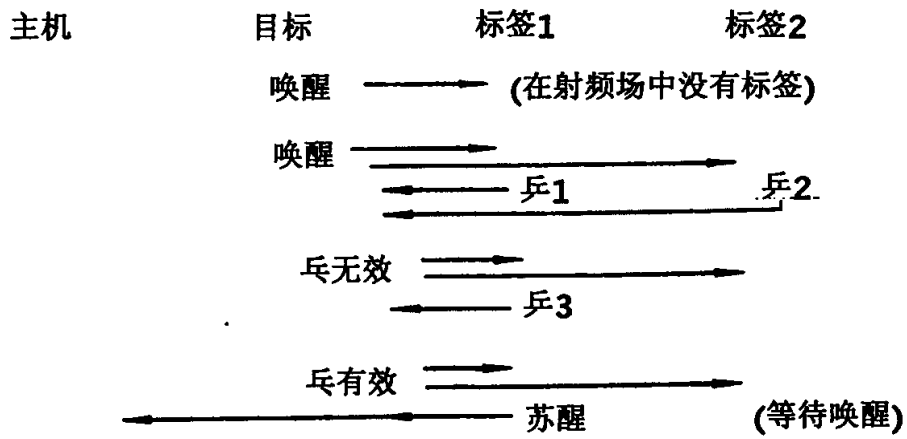 主机 目标 标签1 标签2
唤醒 (在射频场中没有标签)
唤醒
乒1 乒2
乓无效
乒3
乓有效
苏醒 (等待唤醒)